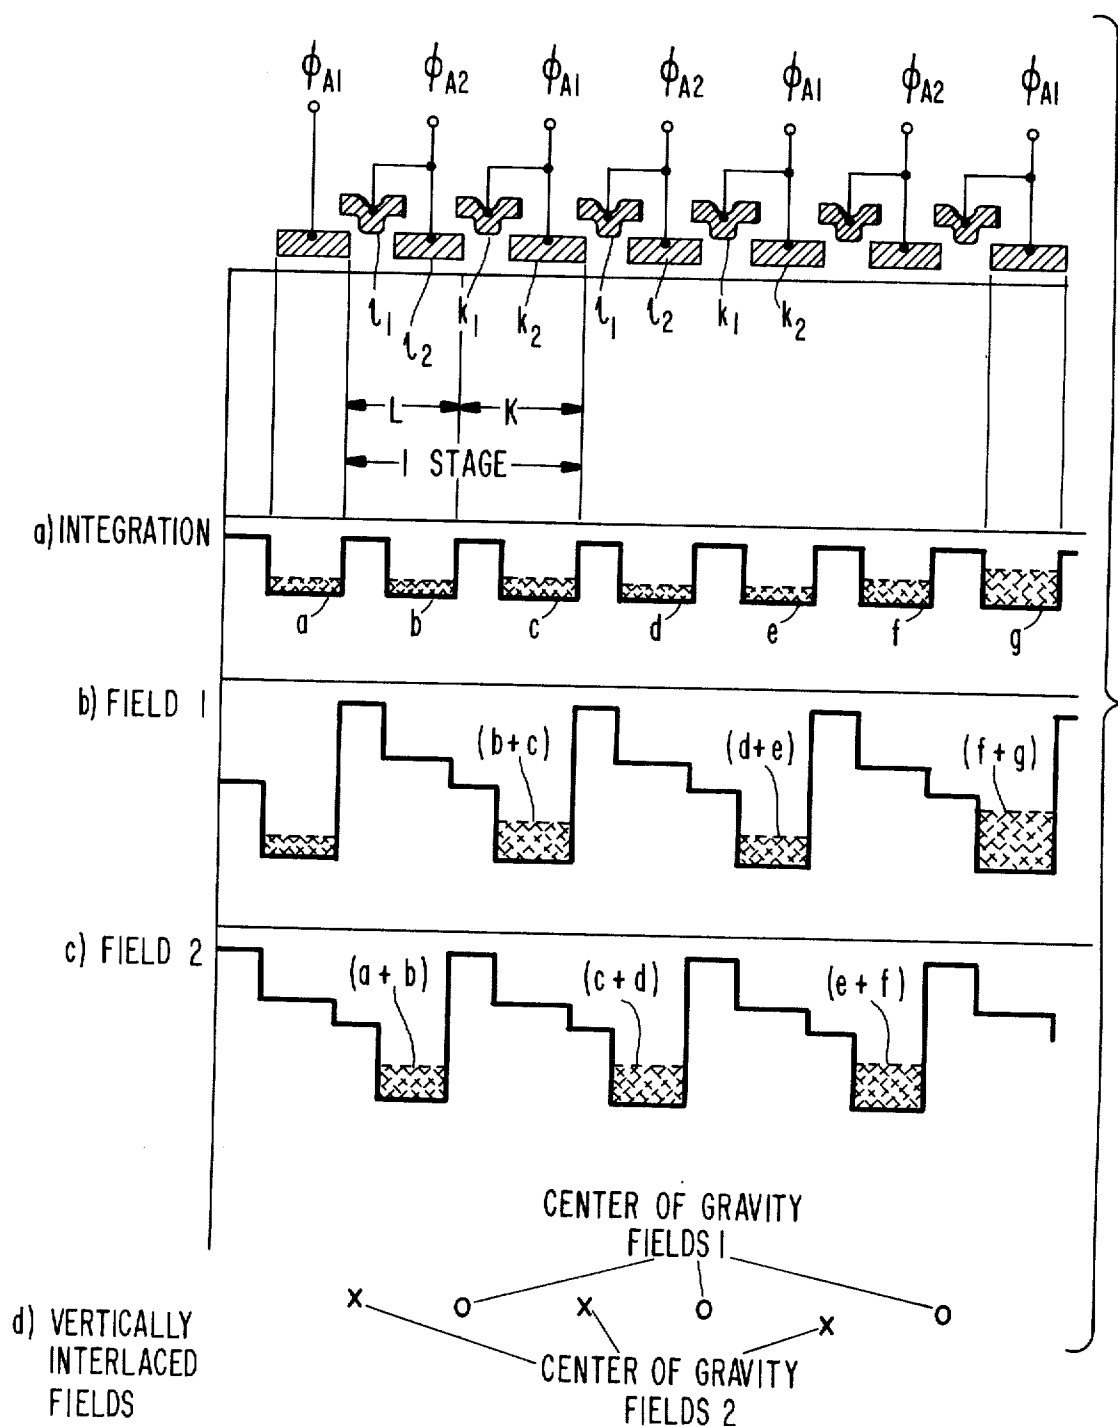 ϕA1 ϕA2 ϕA1 ϕA2 ϕA1 ϕA2 ϕA1
l1 l2 k1 k2 l1 l2 k1 k2
L K
1 STAGE
a) INTEGRATION
a b c d e f g
b) FIELD 1
(b+c) (d+e) (f+g)
c) FIELD 2
(a + b) (c + d) (e + f)
CENTER OF GRAVITY
FIELDS 1
x o x o x o
d) VERTICALLY
INTERLACED
FIELDS
CENTER OF GRAVITY
FIELDS 2